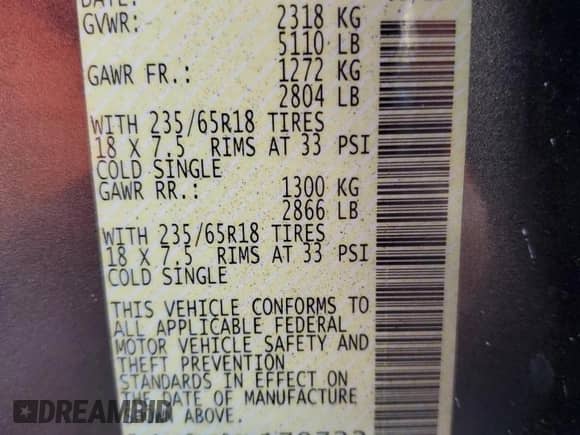 DATE:
GVWR: 2318 KG
5110 LB
GAWR FR.: 1272 KG
2804 LB
WITH 235/65R18 TIRES
18 X 7.5 RIMS AT 33 PSI
COLD SINGLE
GAWR RR.: 1300 KG
2866 LB
WITH 235/65R18 TIRES
18 X 7.5 RIMS AT 33 PSI
COLD SINGLE
THIS VEHICLE CONFORMS TO
ALL APPLICABLE FEDERAL
MOTOR VEHICLE SAFETY AND
THEFT PREVENTION
STANDARDS IN EFFECT ON
THE DATE OF MANUFACTURE
ABOVE.
DREAMBID